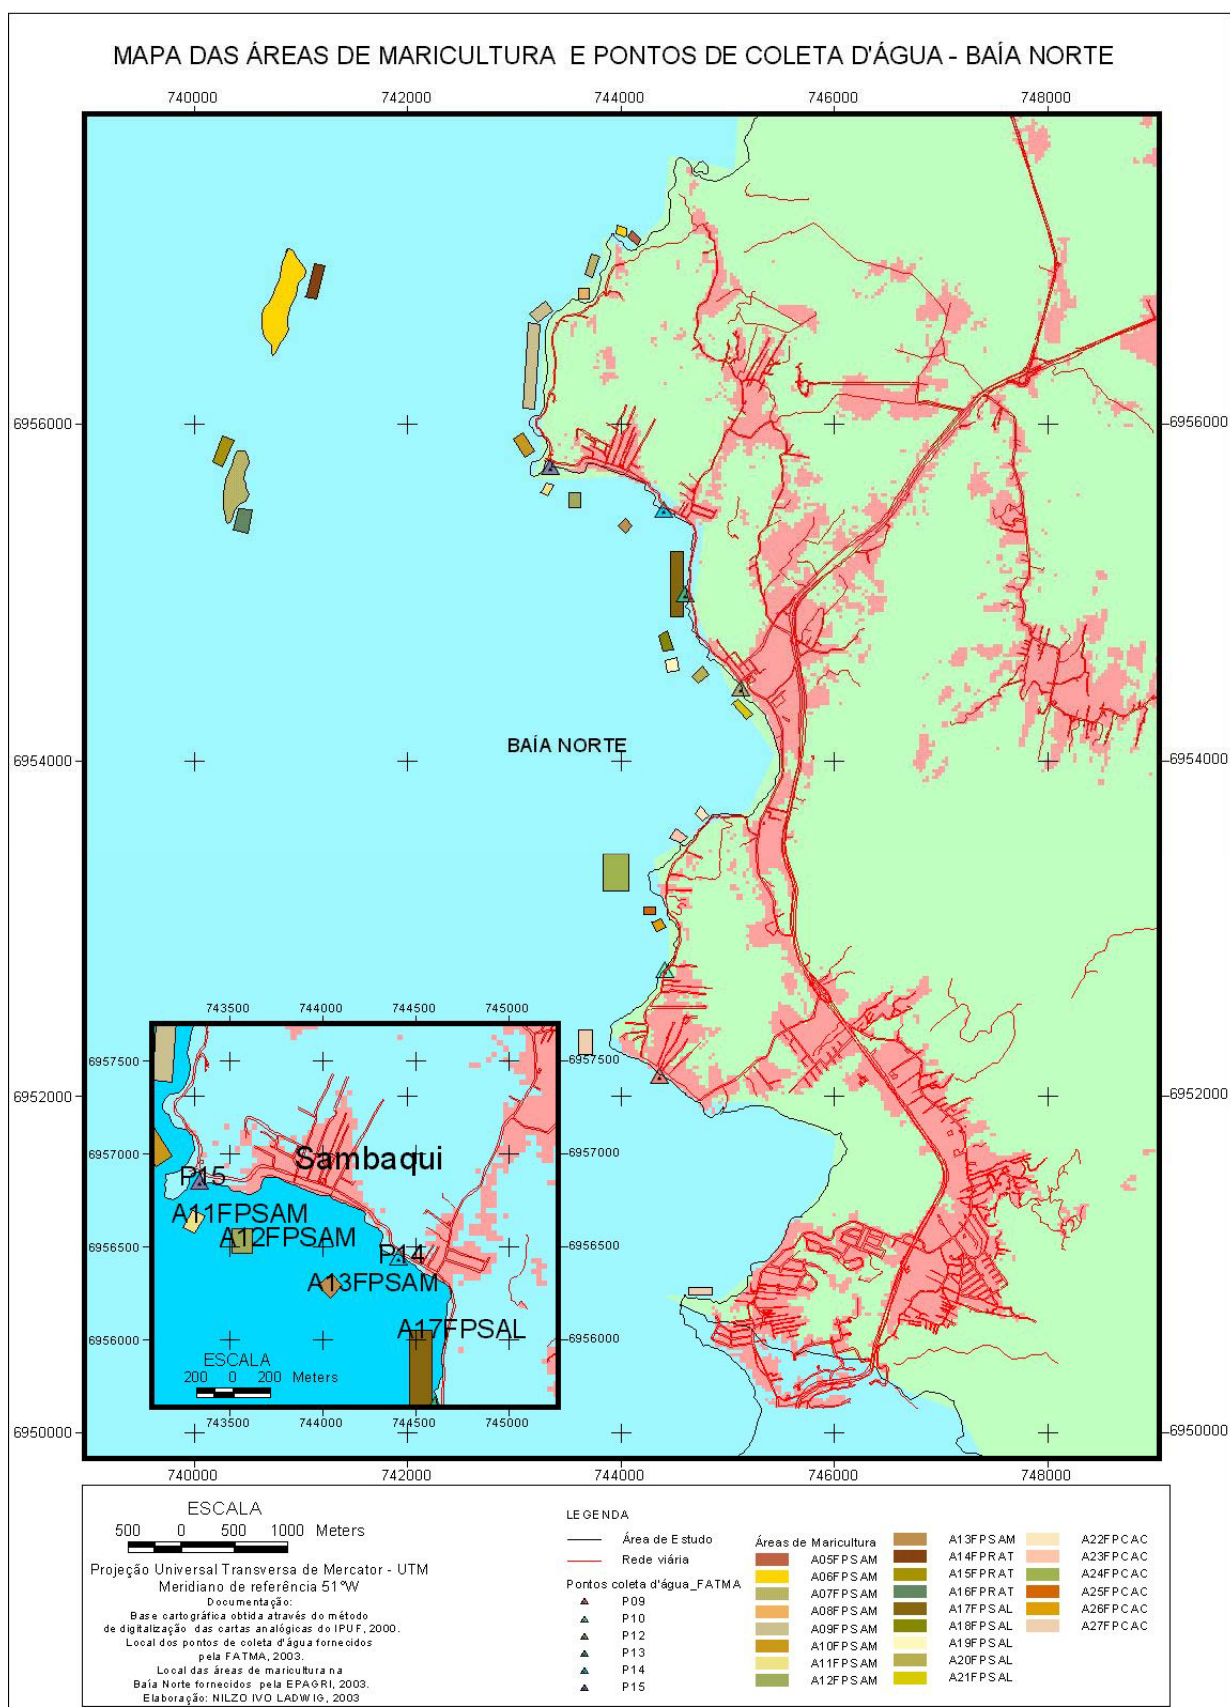 MAPA DAS ÁREAS DE MARICULTURA E PONTOS DE COLETA D'ÁGUA - BAÍA NORTE
740000 742000 744000 746000 748000
6956000 6956000
BAÍA NORTE
6954000 6954000
6952000 6952000
6950000 6950000
743500 744000 744500 745000
6957500 6957500
6957000 6957000
Sambaqui
P15
A11FPSAM
A12FPSAM
6956500 6956500
P14
A13FPSAM
A17FPSAL
6956000 6956000
ESCALA
200 0 200 Meters
743500 744000 744500 745000
740000 742000 744000 746000 748000
ESCALA
500 0 500 1000 Meters
Projeção Universal Transversa de Mercator - UTM
Meridiano de referência 51°W
Documentação:
Base cartográfica obtida através do método
de digitalização das cartas analógicas do IPUF, 2000.
Local dos pontos de coleta d'água fornecidos
pela FATMA, 2003.
Local das áreas de maricultura na
Baía Norte fornecidos pela EPAGRI, 2003.
Elaboração: NILZO IVO LADWIG, 2003
LEGENDA
Área de Estudo
Rede viária
Pontos coleta d'água_FATMA
P09
P10
P12
P13
P14
P15
Áreas de Maricultura
A05FPSAM
A06FPSAM
A07FPSAM
A08FPSAM
A09FPSAM
A10FPSAM
A11FPSAM
A12FPSAM
A13FPSAM
A14FPRAT
A15FPRAT
A16FPRAT
A17FPSAL
A18FPSAL
A19FPSAL
A20FPSAL
A21FPSAL
A22FPCAC
A23FPCAC
A24FPCAC
A25FPCAC
A26FPCAC
A27FPCAC